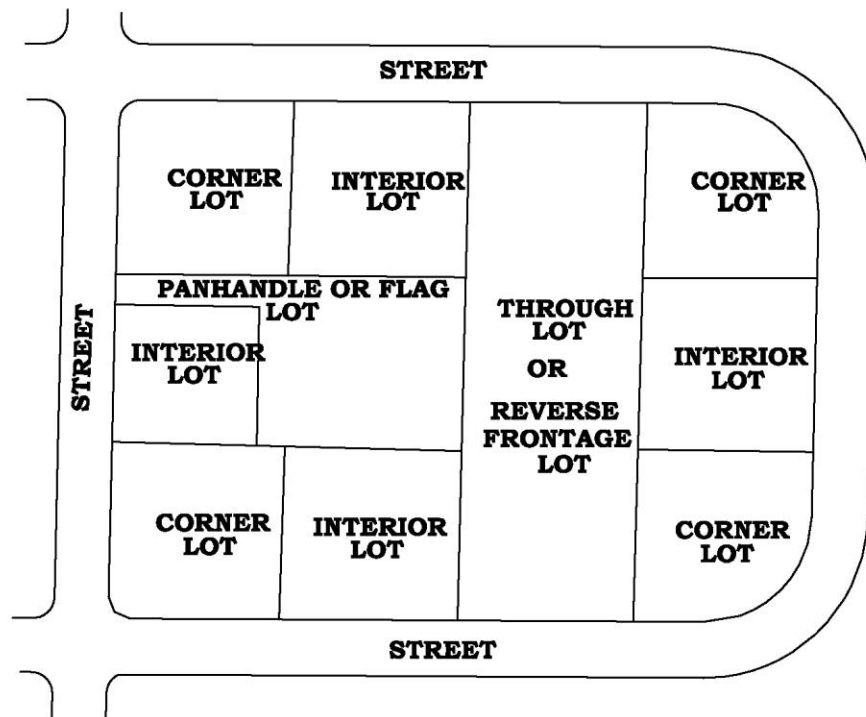 STREET
CORNER
LOT
INTERIOR
LOT
CORNER
LOT
PANHANDLE OR FLAG
LOT
THROUGH
LOT
OR
REVERSE
FRONTAGE
LOT
STREET
INTERIOR
LOT
INTERIOR
LOT
CORNER
LOT
INTERIOR
LOT
CORNER
LOT
STREET